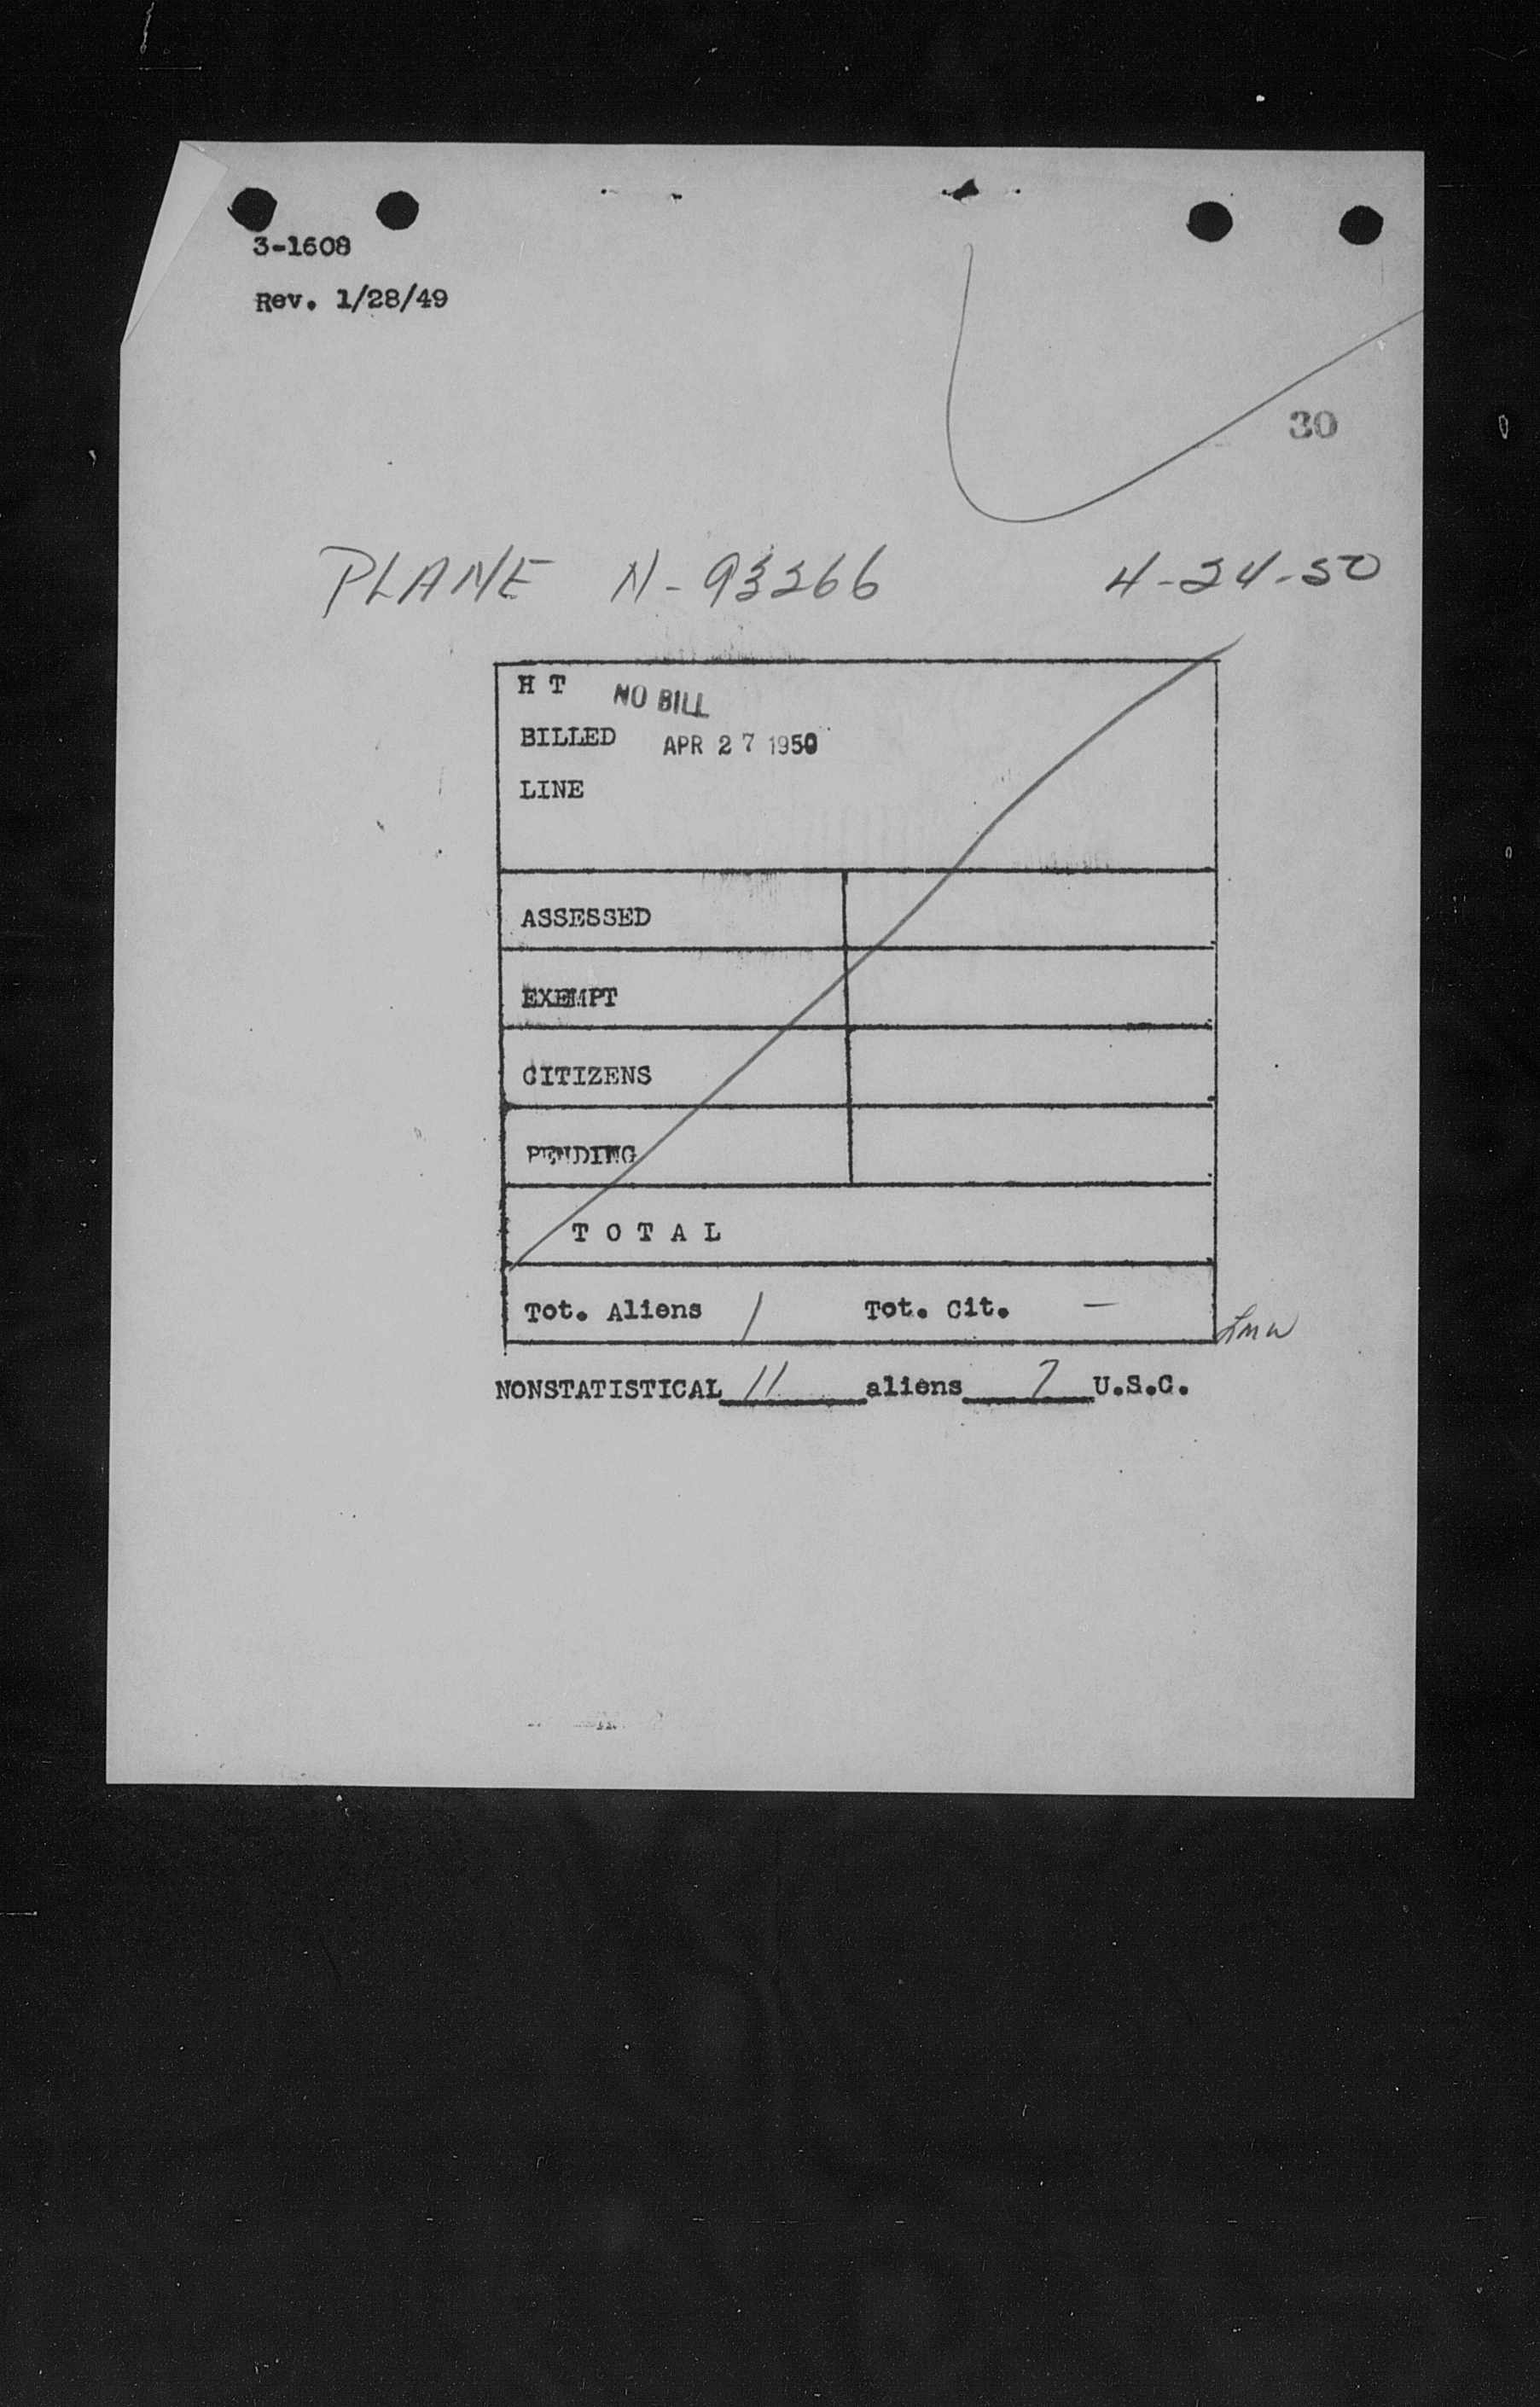 3-1608
Rev. 1/28/49
30
PLANE N-93266 4-24-50
H T NO BILL
BILLED APR 27 1950
LINE
ASSESSED
EXEMPT
CITIZENS
PENDING
T O T A L
Tot. Aliens 1 Tot. Cit. —
NONSTATISTICAL 11 aliens 7 U.S.C.